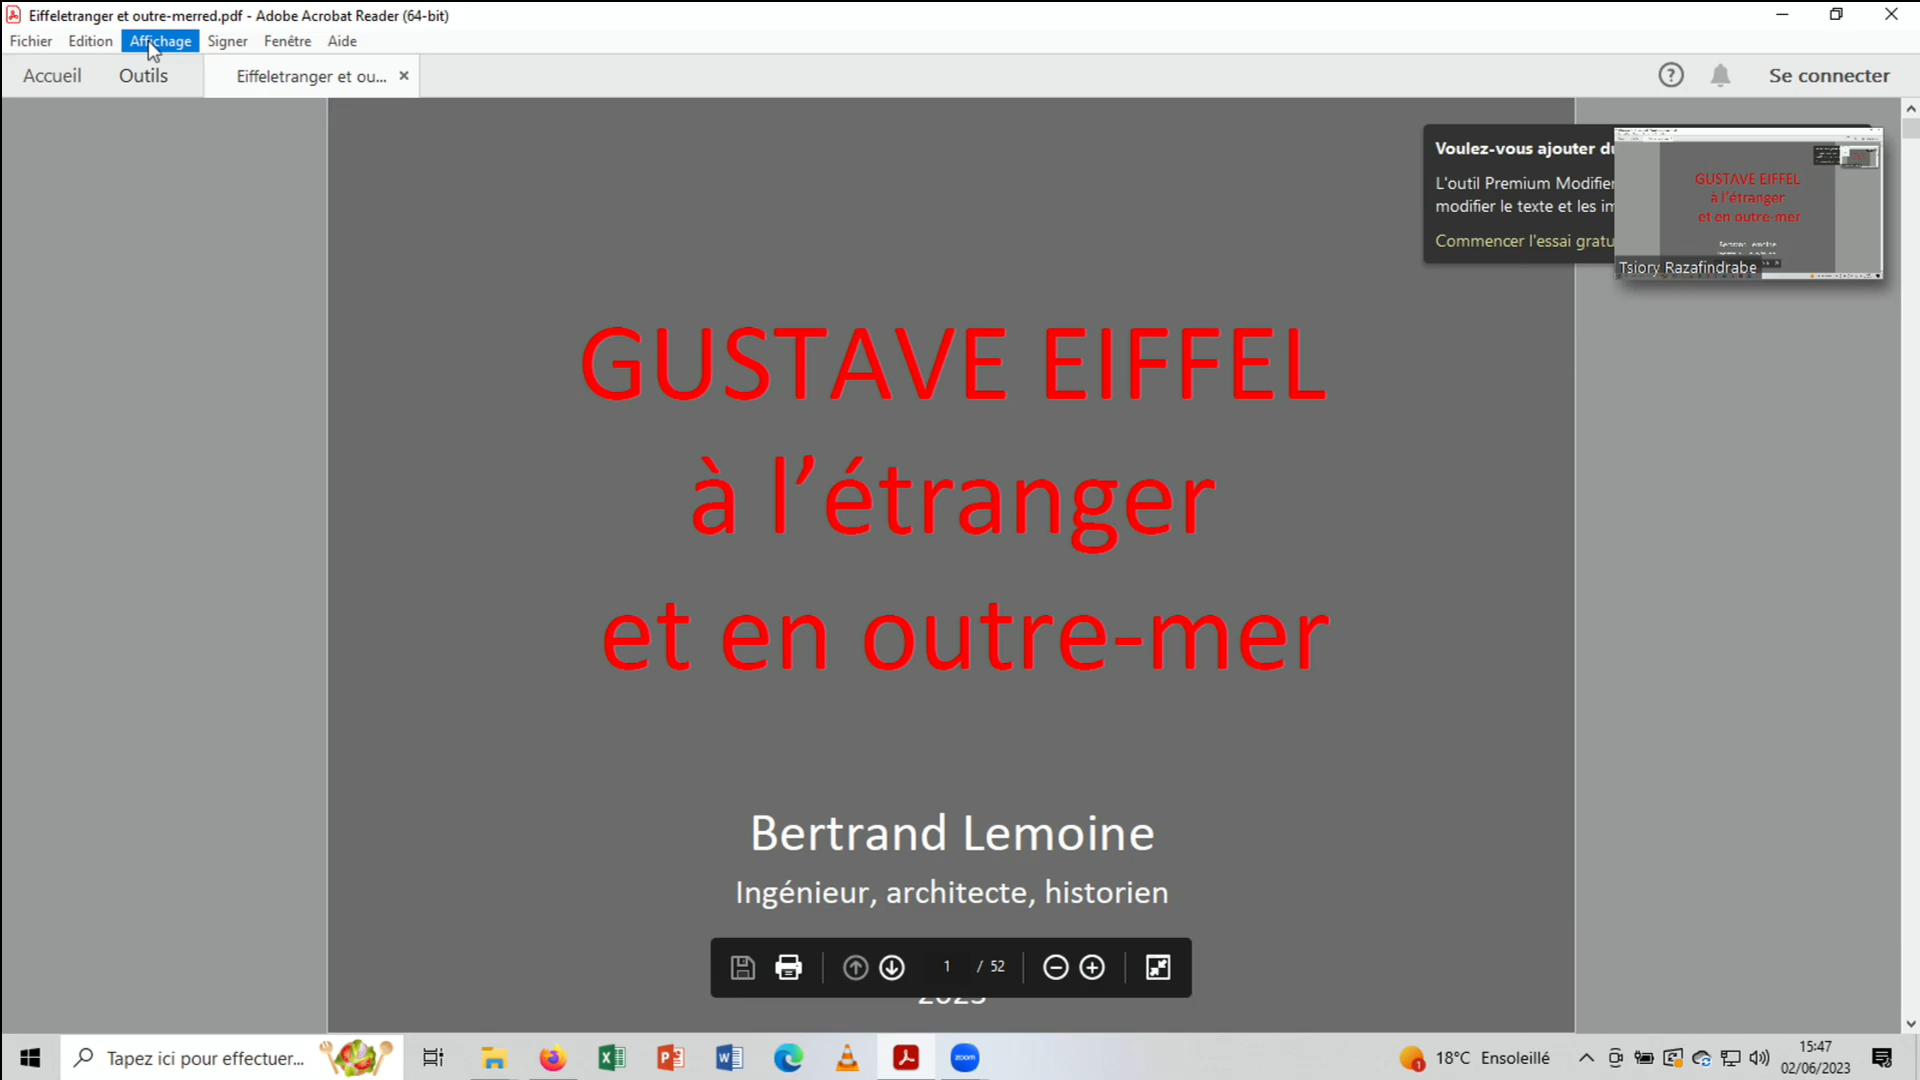 Eiffeletranger et outre-merred.pdf - Adobe Acrobat Reader (64-bit)
Fichier Edition Affichage Signer Fenêtre Aide
Accueil Outils Eiffeletranger et ou... Se connecter
Voulez-vous ajouter
L'outil Premium Modifier
modifier le texte et les
Commencer l'essai
GUSTAVE EIFFEL
à l'étranger
et en outre-mer
Tsiory Razafindrabe
GUSTAVE EIFFEL
à l’étranger
et en outre-mer
Bertrand Lemoine
Ingénieur, architecte, historien
1 / 52
2023
Tapez ici pour effectuer...
zoom
18°C Ensoleillé
15:47
02/06/2023